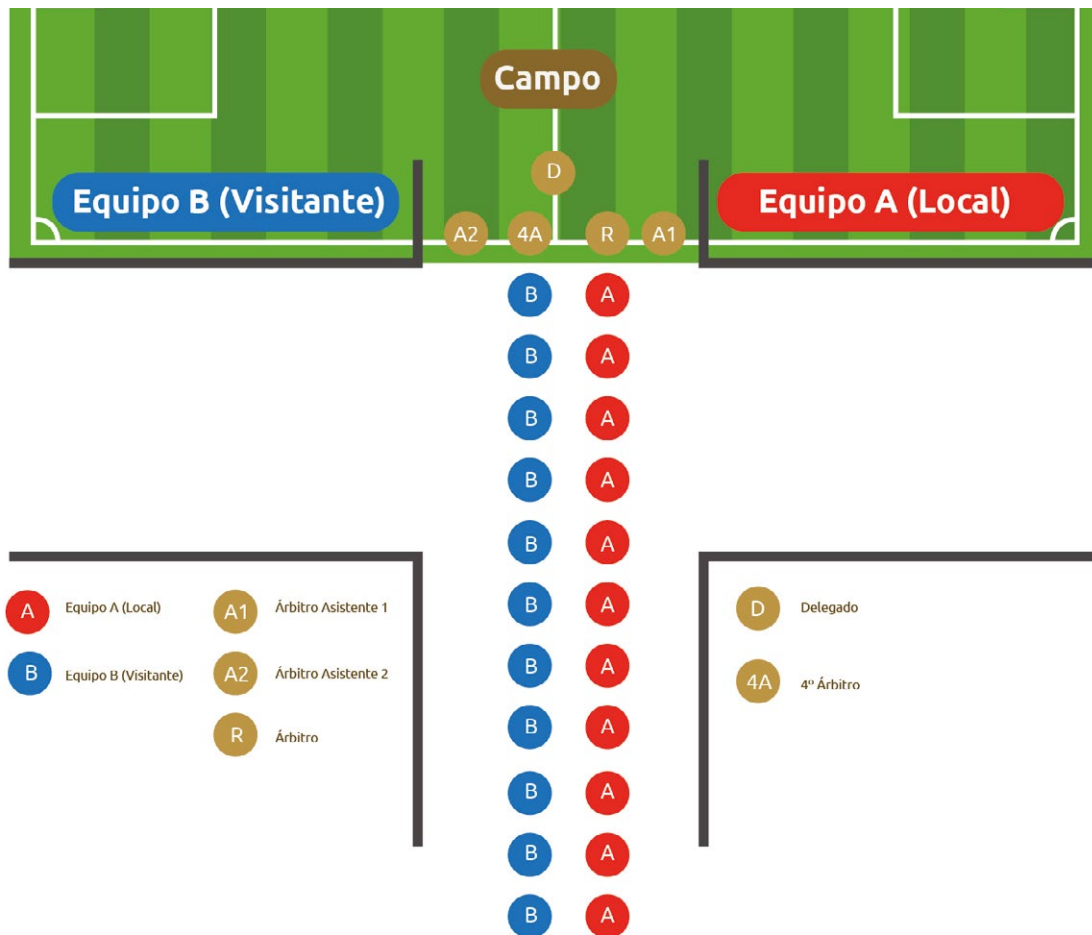 Campo
D
Equipo B (Visitante)
Equipo A (Local)
A2 4A R A1
B A
B A
B A
B A
B A
B A
B A
B A
B A
B A
B A
A Equipo A (Local)
B Equipo B (Visitante)
A1 Árbitro Asistente 1
A2 Árbitro Asistente 2
R Árbitro
D Delegado
4A 4º Árbitro